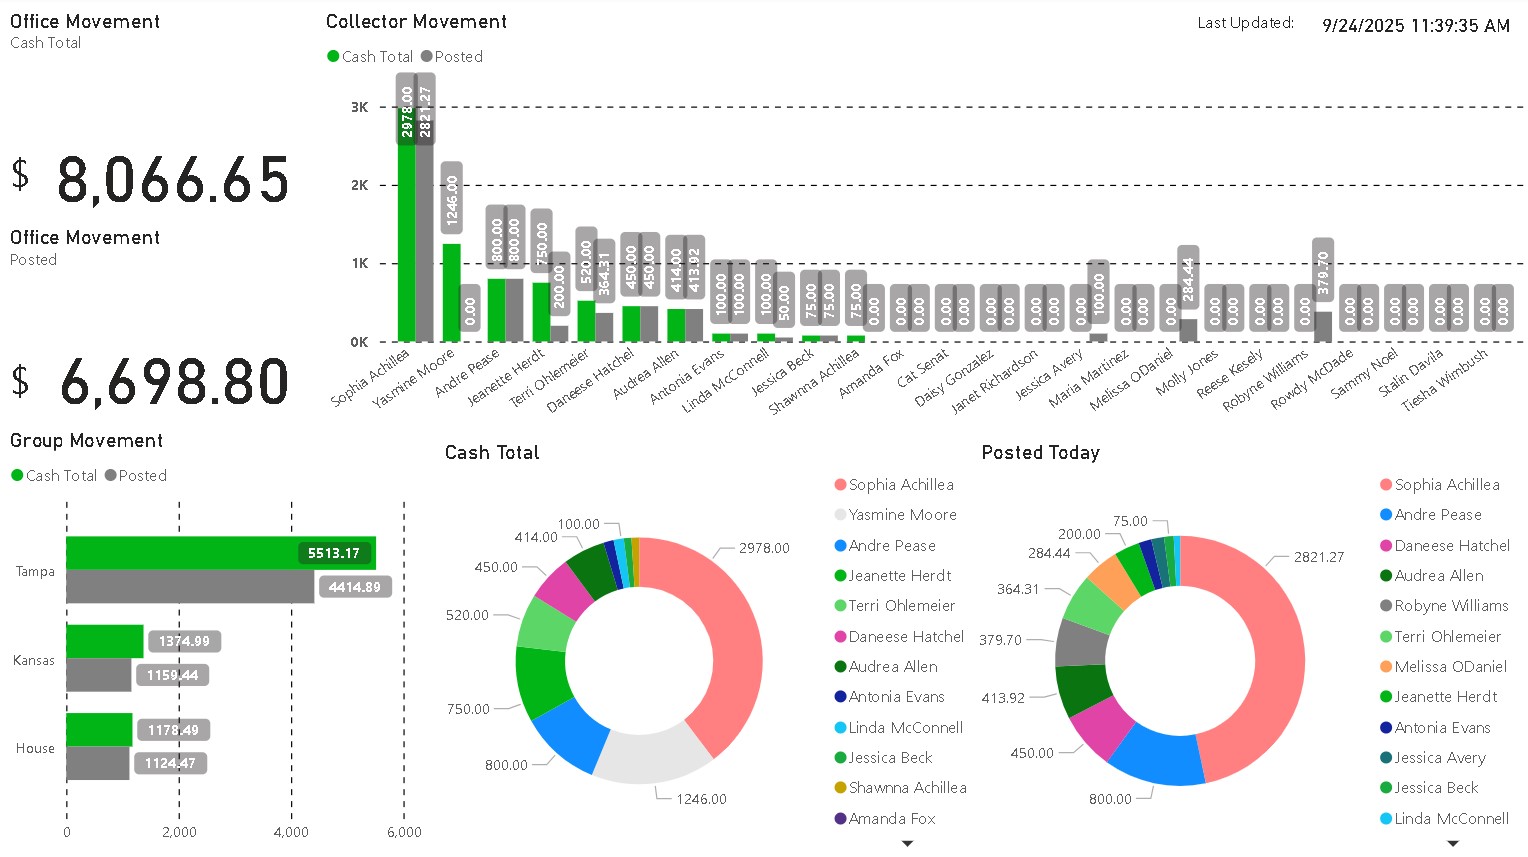 Office Movement
Cash Total
$ 8,066.65
Office Movement
Posted
$ 6,698.80
Collector Movement
Cash Total Posted
Last Updated: 9/24/2025 11:39:35 AM
3K
2K
1K
0K
2978.00
2821.27
1246.00
0.00
800.00
800.00
750.00
200.00
520.00
364.31
450.00
450.00
414.00
413.92
100.00
100.00
100.00
50.00
75.00
75.00
75.00
0.00
0.00
0.00
0.00
0.00
0.00
0.00
0.00
0.00
0.00
100.00
0.00
0.00
0.00
284.44
0.00
0.00
0.00
0.00
0.00
379.70
0.00
0.00
0.00
0.00
0.00
0.00
0.00
0.00
Sophia Achillea
Yasmine Moore
Andre Pease
Jeanette Herdt
Terri Ohlemeier
Daneese Hatchel
Audrea Allen
Antonia Evans
Linda McConnell
Jessica Beck
Shawnna Achillea
Amanda Fox
Cat Senat
Daisy Gonzalez
Janet Richardson
Jessica Avery
Maria Martinez
Melissa ODaniel
Molly Jones
Reese Kesely
Robyne Williams
Rowdy McDade
Sammy Noel
Stalin Davila
Tiesha Wimbush
Group Movement
Cash Total Posted
Tampa
5513.17
4414.89
Kansas
1374.99
1159.44
House
1178.49
1124.47
0 2,000 4,000 6,000
Cash Total
100.00
414.00
450.00
520.00
750.00
800.00
1246.00
2978.00
Sophia Achillea
Yasmine Moore
Andre Pease
Jeanette Herdt
Terri Ohlemeier
Daneese Hatchel
Audrea Allen
Antonia Evans
Linda McConnell
Jessica Beck
Shawnna Achillea
Amanda Fox
Posted Today
75.00
200.00
284.44
364.31
379.70
413.92
450.00
800.00
2821.27
Sophia Achillea
Andre Pease
Daneese Hatchel
Audrea Allen
Robyne Williams
Terri Ohlemeier
Melissa ODaniel
Jeanette Herdt
Antonia Evans
Jessica Avery
Jessica Beck
Linda McConnell